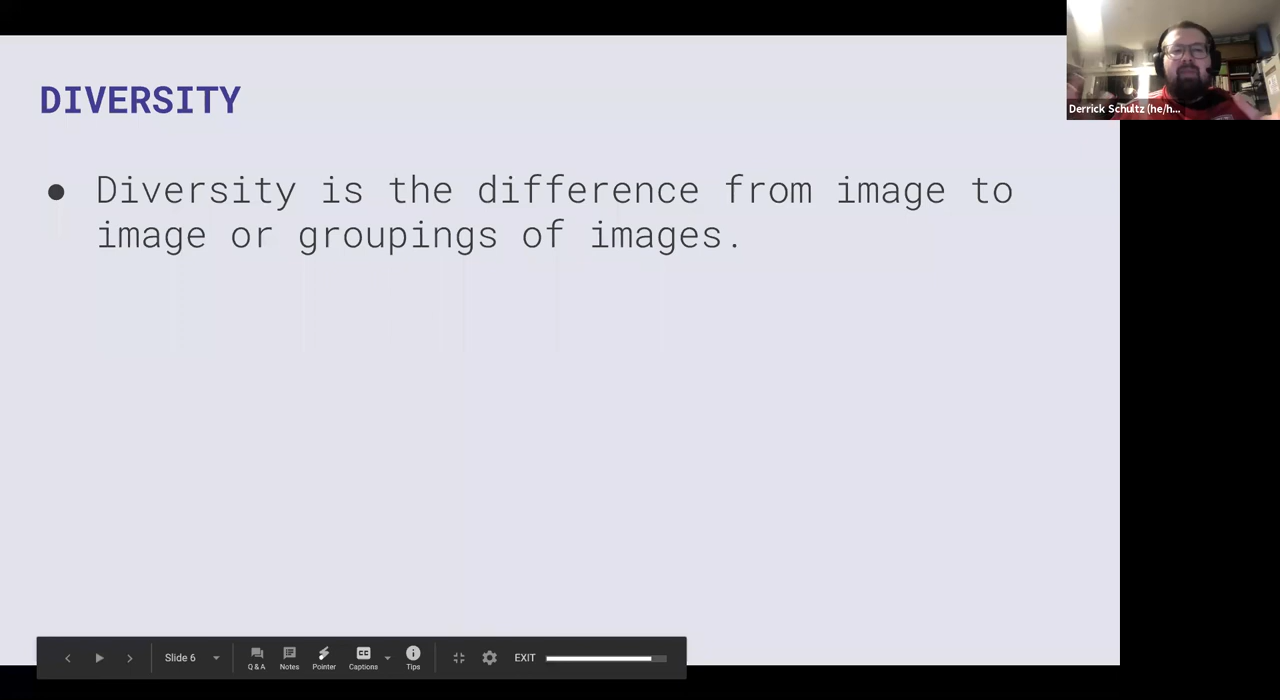 DIVERSITY
● Diversity is the difference from image to
image or groupings of images.
Derrick Schultz (he/h...
Slide 6
Q&A
Notes
Pointer
Captions
Tips
EXIT